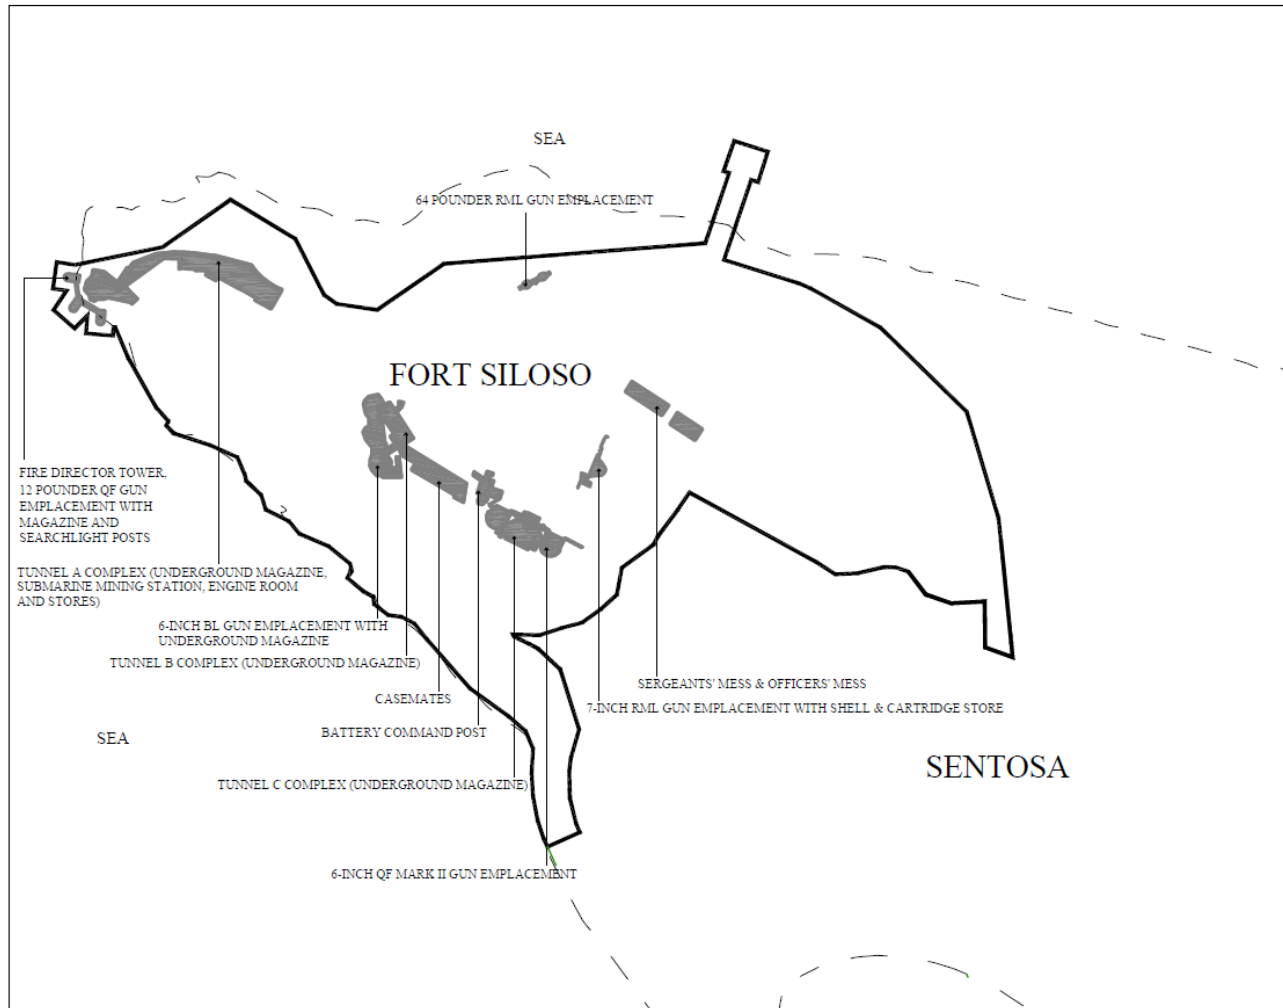 SEA
64 POUNDER RML GUN EMPLACEMENT
FORT SILOSO
FIRE DIRECTOR TOWER,
12 POUNDER QF GUN
EMPLACEMENT WITH
MAGAZINE AND
SEARCHLIGHT POSTS
TUNNEL A COMPLEX (UNDERGROUND MAGAZINE,
SUBMARINE MINING STATION, ENGINE ROOM
AND STORES)
6-INCH BL GUN EMPLACEMENT WITH
UNDERGROUND MAGAZINE
TUNNEL B COMPLEX (UNDERGROUND MAGAZINE)
CASEMATES
BATTERY COMMAND POST
SERGEANTS' MESS & OFFICERS' MESS
7-INCH RML GUN EMPLACEMENT WITH SHELL & CARTRIDGE STORE
SEA
SENTOSA
TUNNEL C COMPLEX (UNDERGROUND MAGAZINE)
6-INCH QF MARK II GUN EMPLACEMENT